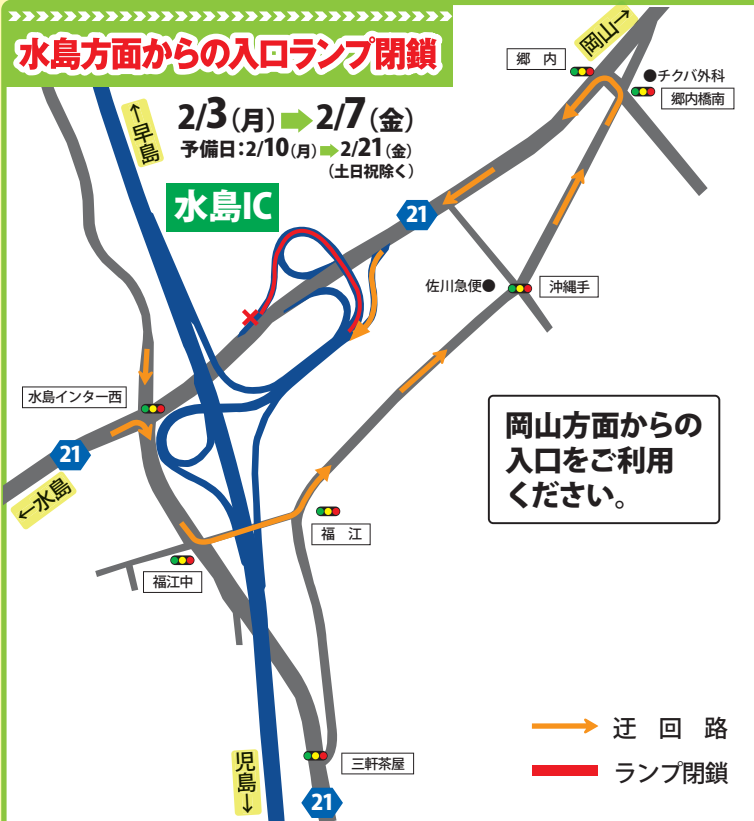 水島方面からの入口ランプ閉鎖
2/3(月) 2/7(金)
予備日:2/10(月) 2/21(金)
(土日祝除く)
水島IC
↑早島
岡山→
郷 内
チクバ外科
郷内橋南
21
佐川急便
沖縄手
水島インター西
21
←水島
岡山方面からの
入口をご利用
ください。
福 江
福江中
児島↓
三軒茶屋
21
迂 回 路
ランプ閉鎖